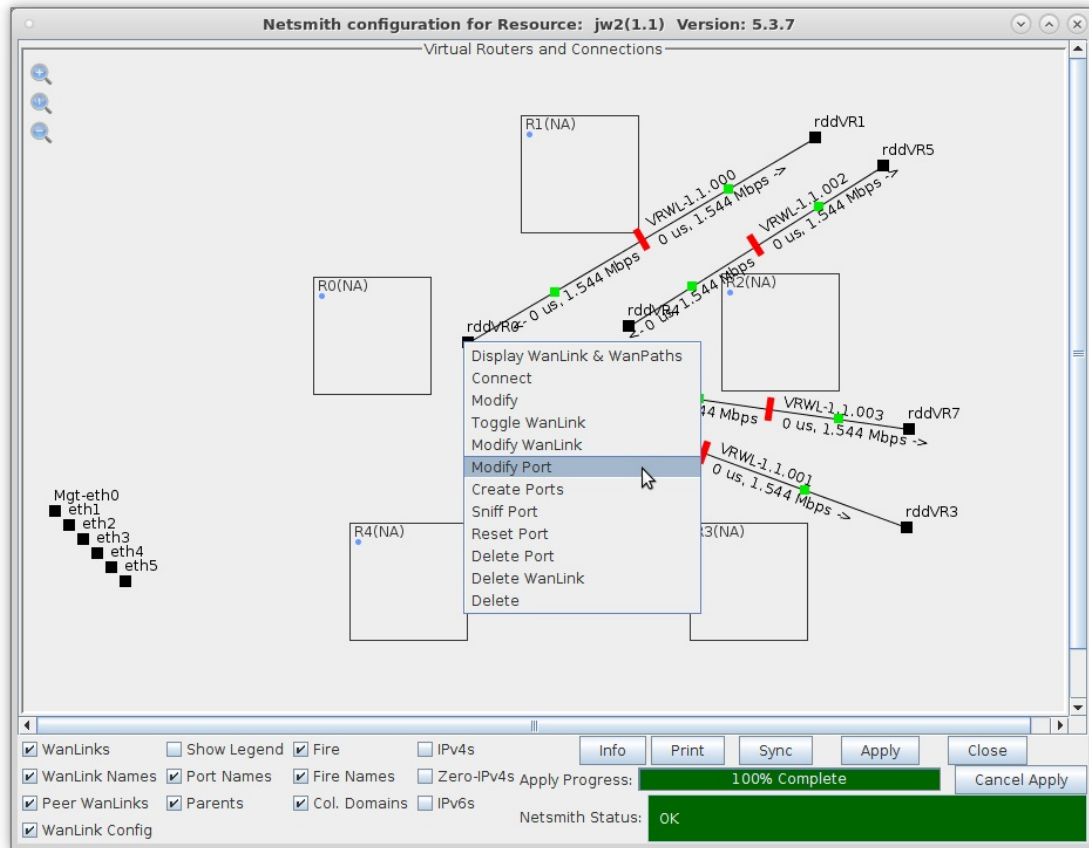 Netsmith configuration for Resource: jw2(1.1) Version: 5.3.7
Virtual Routers and Connections
R1(NA)
rddVR1
rddVR5
VRWL-1.1.000
0 us, 1.544 Mbps ->
<- 0 us, 1.544 Mbps
VRWL-1.1.002
0 us, 1.544 Mbps ->
<- 0 us, 1.544 Mbps
R0(NA)
R2(NA)
rddVR0
rddVR4
Display WanLink & WanPaths
Connect
Modify
Toggle WanLink
Modify WanLink
Modify Port
Create Ports
Sniff Port
Reset Port
Delete Port
Delete WanLink
Delete
VRWL-1.1.003
44 Mbps
0 us, 1.544 Mbps ->
rddVR7
VRWL-1.1.001
0 us, 1.544 Mbps ->
rddVR3
Mgt-eth0
eth1
eth2
eth3
eth4
eth5
R4(NA)
R3(NA)
WanLinks Show Legend Fire IPv4s Info Print Sync Apply Close
WanLink Names Port Names Fire Names Zero-IPv4s Apply Progress: 100% Complete Cancel Apply
Peer WanLinks Parents Col. Domains IPv6s Netsmith Status: OK
WanLink Config